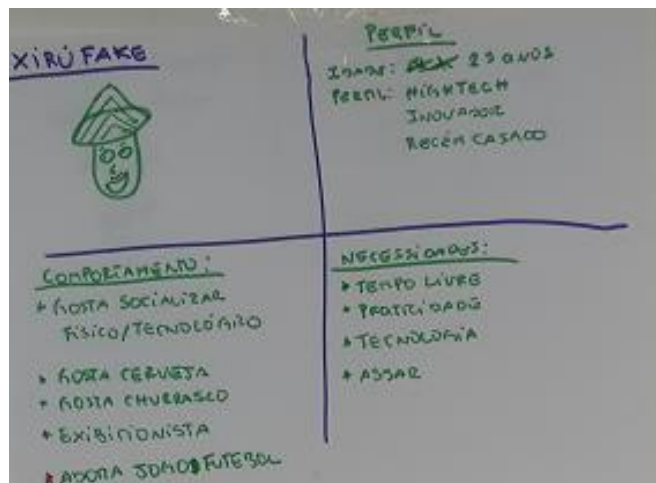 XIRÚ FAKE
PERFIL
IDADE: 25 ANOS
PERFIL: HIGHTECH
INOVADOR
RECÉM CASADO
COMPORTAMENTO:
* GOSTA SOCIALIZAR
FÍSICO/TECNOLÓGICO
* GOSTA CERVEJA
* GOSTA CHURRASCO
* EXIBICIONISTA
* ADORA JOGO FUTEBOL
NECESSIDADES:
* TEMPO LIVRE
* PRATICIDADE
* TECNOLOGIA
* ASSAR